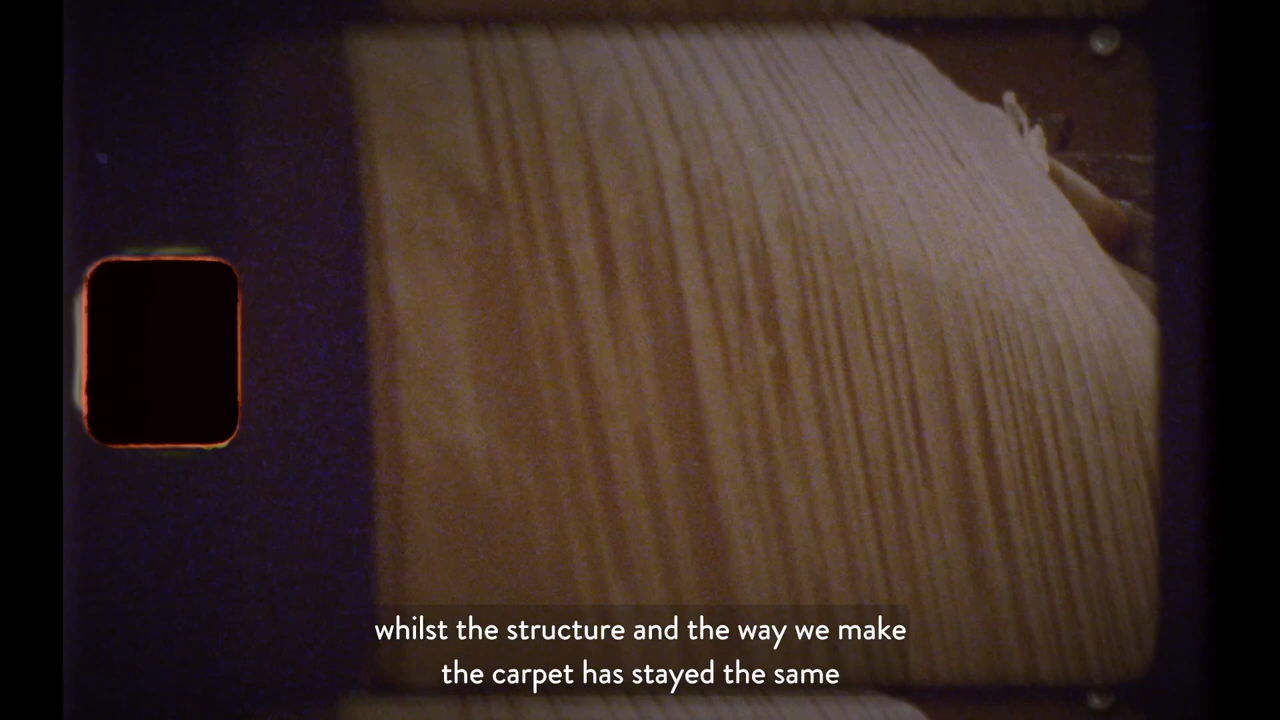 whilst the structure and the way we make
the carpet has stayed the same